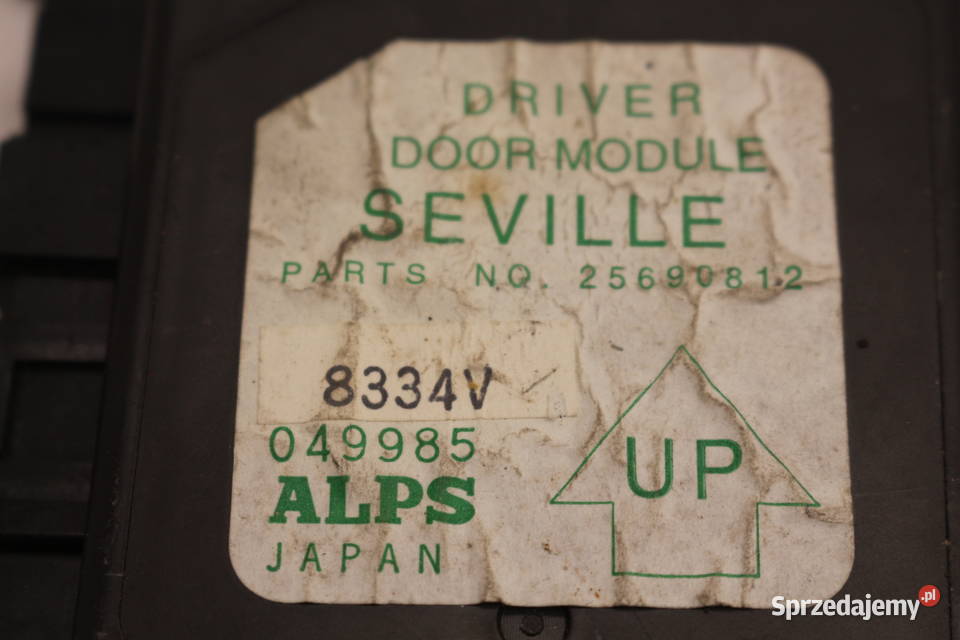 DRIVER
DOOR MODULE
SEVILLE
PARTS NO. 25690812
8334V
049985
ALPS
JAPAN
UP
Sprzedajemy.pl